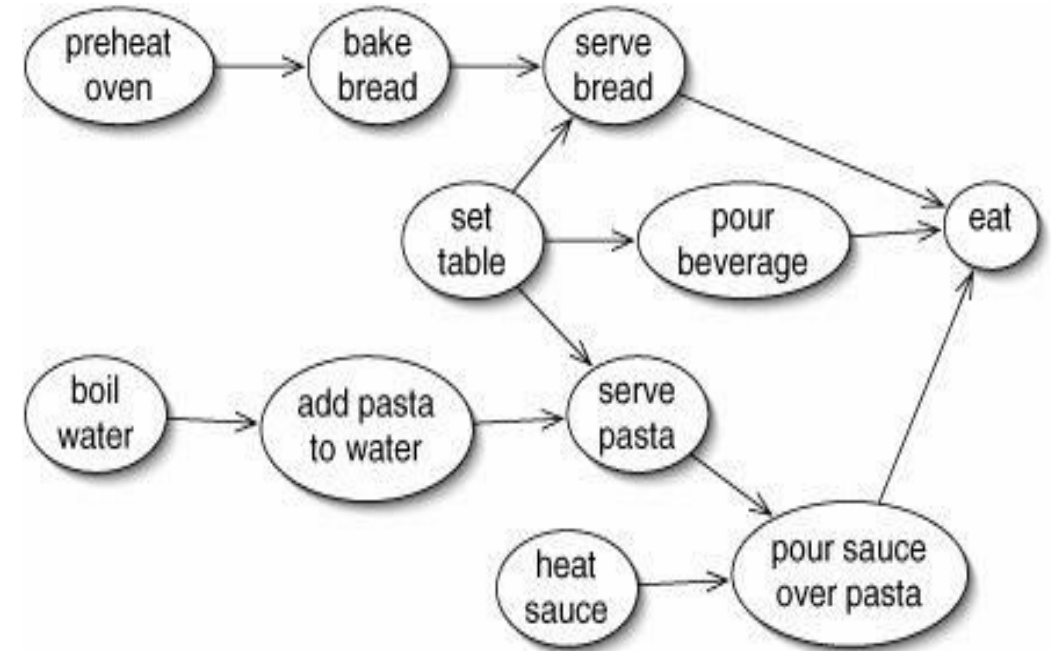 preheat
oven
bake
bread
serve
bread
set
table
pour
beverage
eat
boil
water
add pasta
to water
serve
pasta
heat
sauce
pour sauce
over pasta